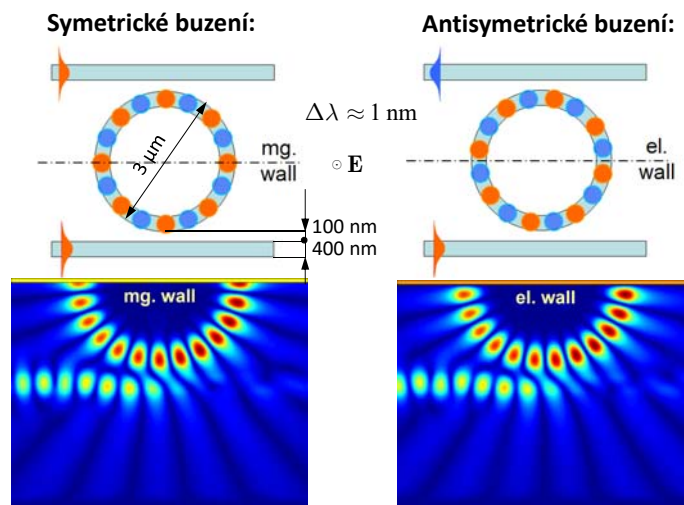 Symetrické buzení:
Antisymetrické buzení:
Δλ ≈ 1 nm
3 μm
mg.
wall
⊙ E
el.
wall
100 nm
400 nm
mg. wall
el. wall